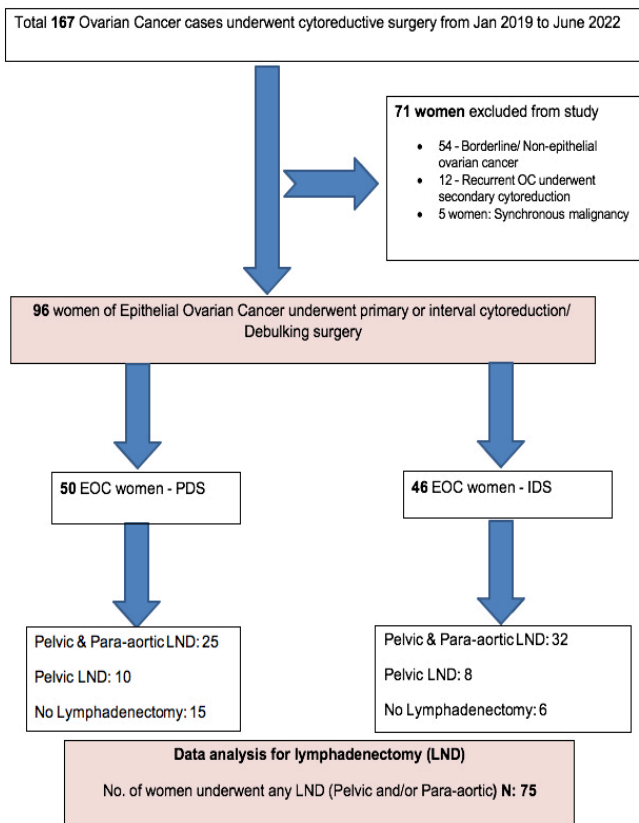 Total 167 Ovarian Cancer cases underwent cytoreductive surgery from Jan 2019 to June 2022
71 women excluded from study
• 54 - Borderline/ Non-epithelial
ovarian cancer
• 12 - Recurrent OC underwent
secondary cytoreduction
• 5 women: Synchronous malignancy
96 women of Epithelial Ovarian Cancer underwent primary or interval cytoreduction/
Debulking surgery
50 EOC women - PDS
46 EOC women - IDS
Pelvic & Para-aortic LND: 25
Pelvic LND: 10
No Lymphadenectomy: 15
Pelvic & Para-aortic LND: 32
Pelvic LND: 8
No Lymphadenectomy: 6
Data analysis for lymphadenectomy (LND)
No. of women underwent any LND (Pelvic and/or Para-aortic) N: 75